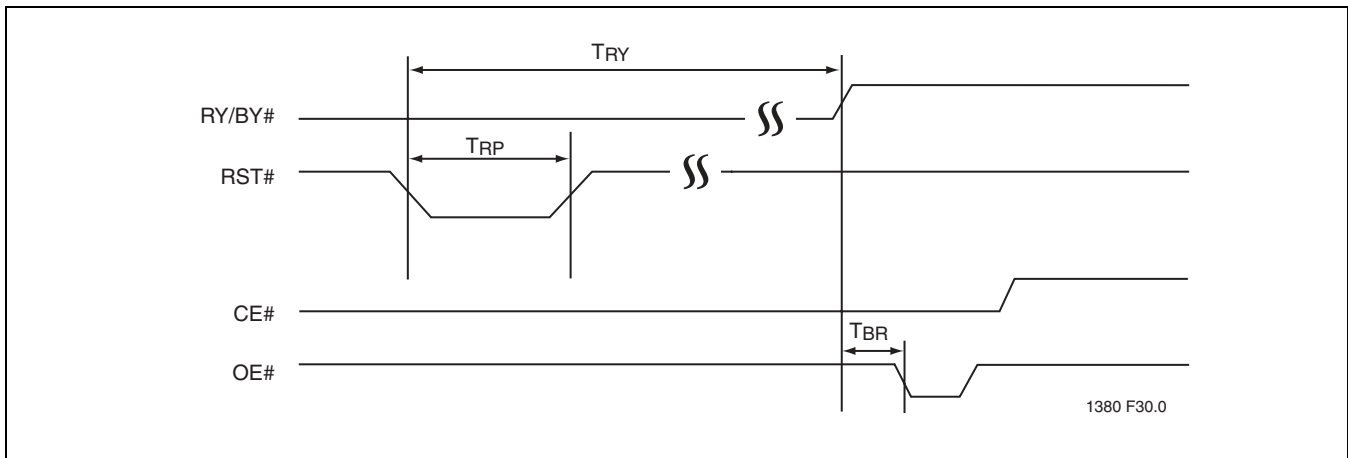 TRY
RY/BY#
TRP
RST#
CE#
TBR
OE#
1380 F30.0